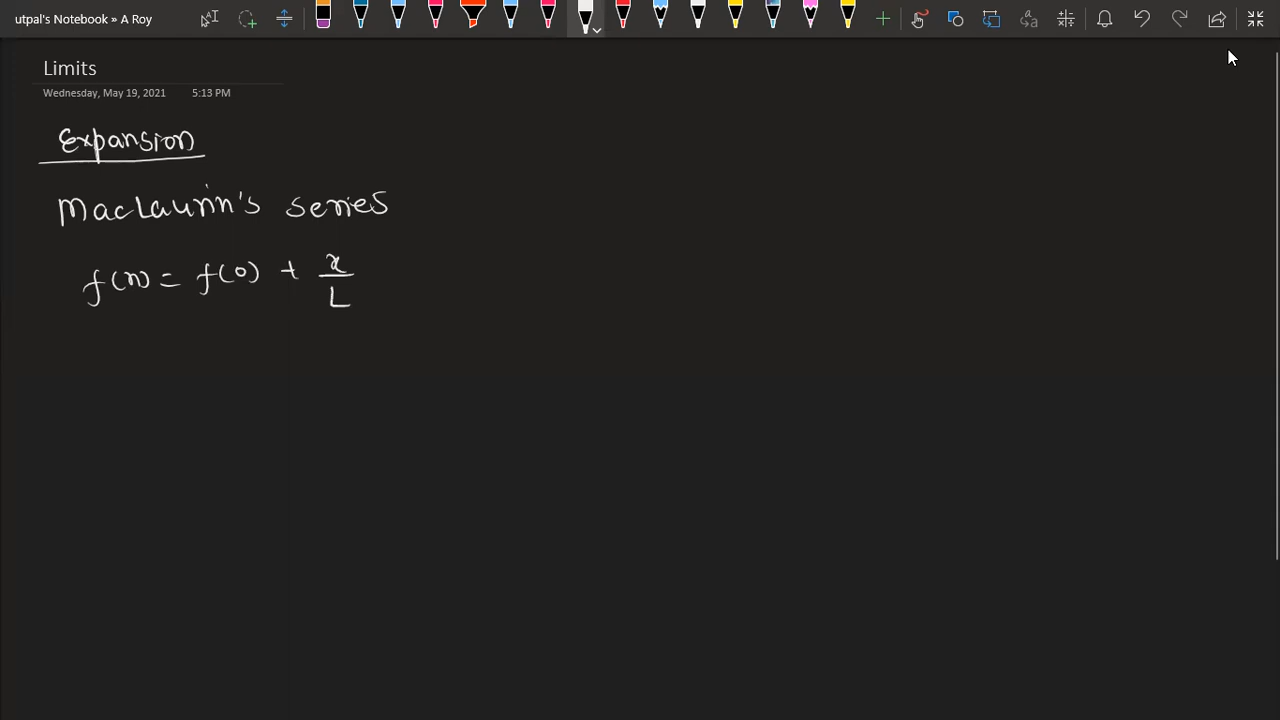 utpal's Notebook » A Roy
Limits
Wednesday, May 19, 2021 5:13 PM
Expansion
MacLaurin's series
f(x) = f(0) + x/L